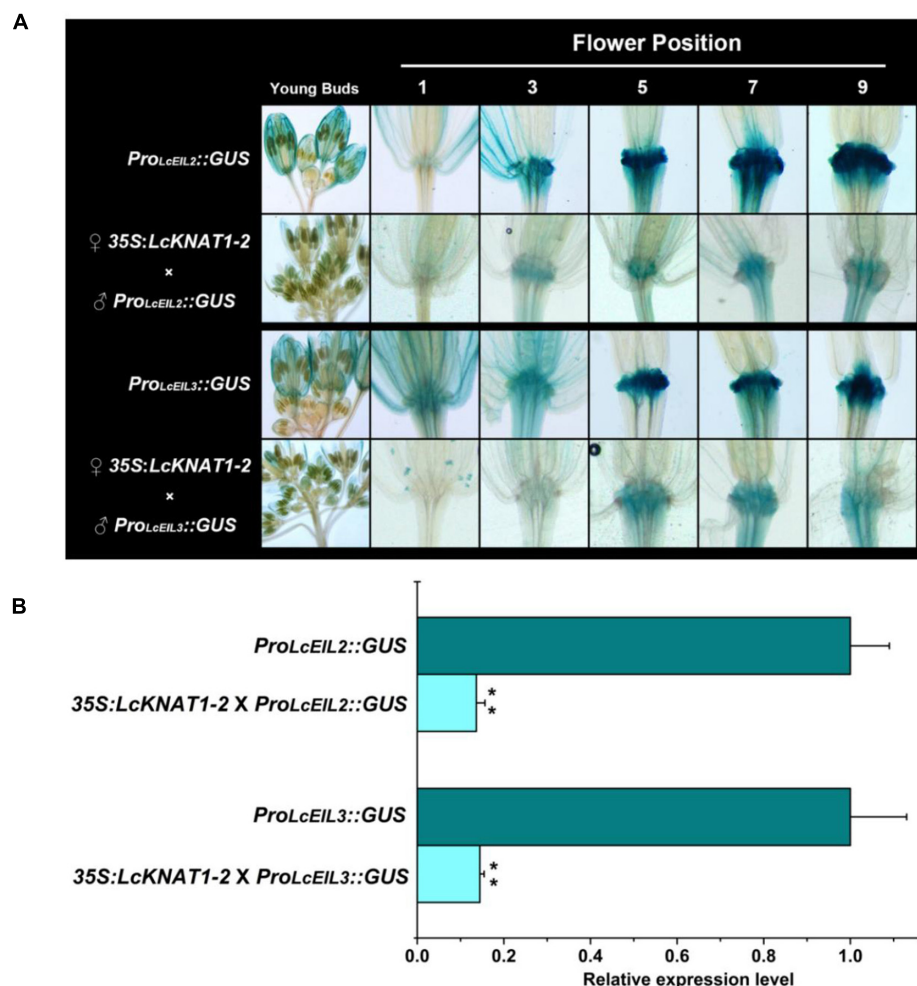 A
Flower Position
Young Buds 1 3 5 7 9
ProLcEIL2::GUS
♀ 35S:LcKNAT1-2
×
♂ ProLcEIL2::GUS
ProLcEIL3::GUS
♀ 35S:LcKNAT1-2
×
♂ ProLcEIL3::GUS
B
ProLcEIL2::GUS
35S:LcKNAT1-2 X ProLcEIL2::GUS
*
*
ProLcEIL3::GUS
35S:LcKNAT1-2 X ProLcEIL3::GUS
*
*
0.0 0.2 0.4 0.6 0.8 1.0
Relative expression level